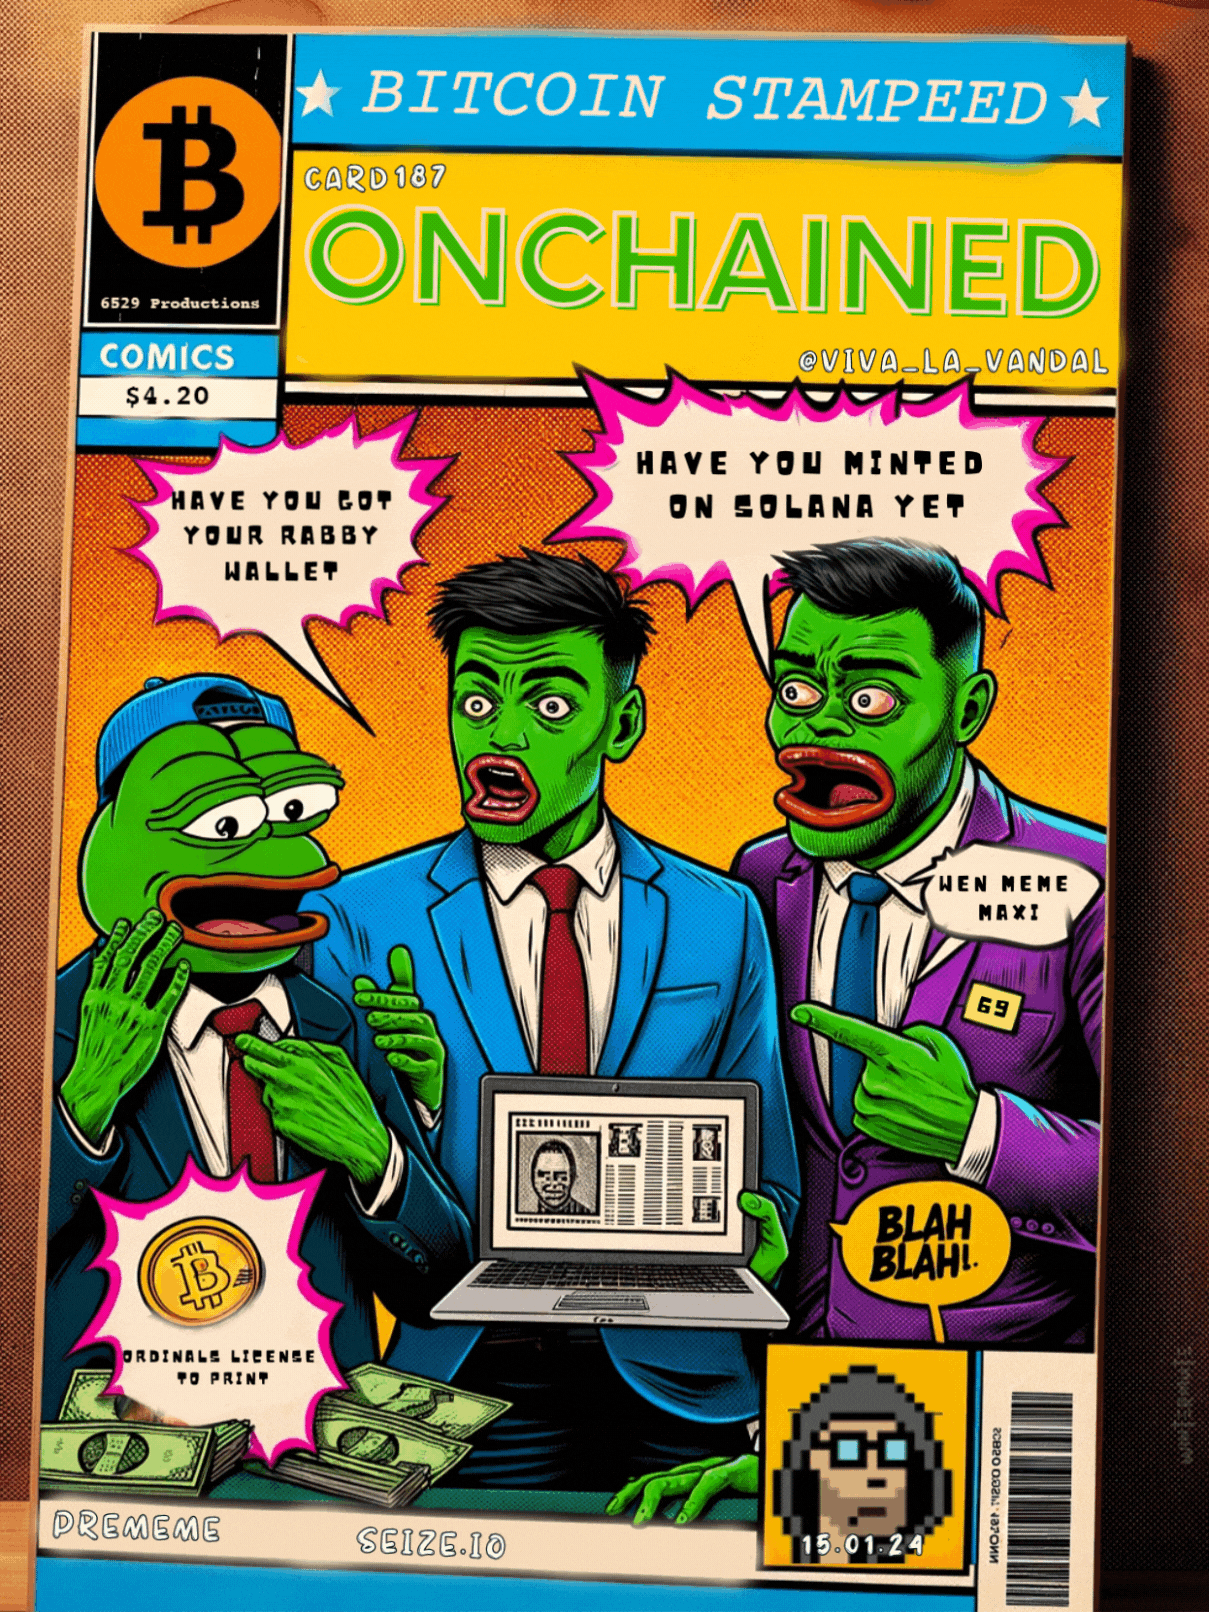 BITCOIN STAMPEED
CARD 187
ONCHAINED
6529 Productions
@VIVA_LA_VANDAL
COMICS
$4.20
HAVE YOU GOT
YOUR RABBY
WALLET
HAVE YOU MINTED
ON SOLANA YET
WEN MEME
MAXI
69
BLAH
BLAH!
ORDINALS LICENSE
TO PRINT
PREMEME
SEIZE.IO
15.01.24